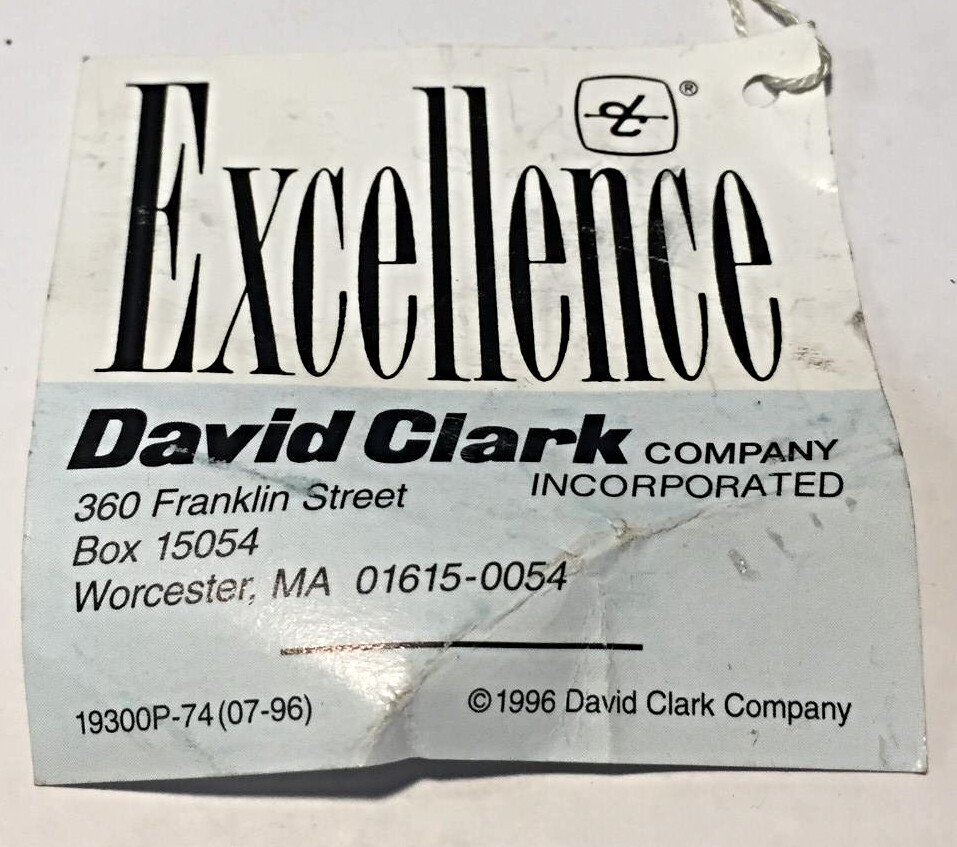 Excellence
®
David Clark COMPANY
INCORPORATED
360 Franklin Street
Box 15054
Worcester, MA 01615-0054
19300P-74 (07-96)
©1996 David Clark Company